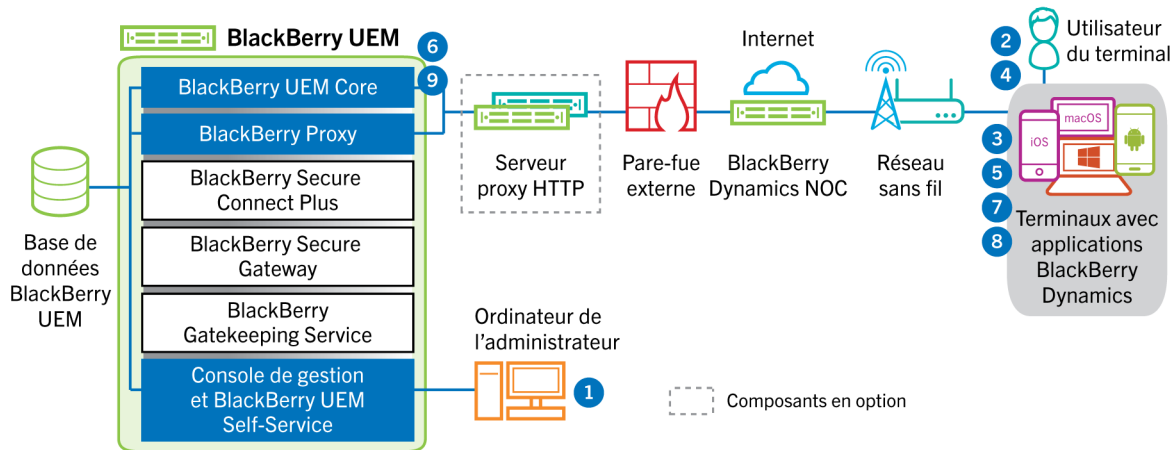 BlackBerry UEM
6
9
BlackBerry UEM Core
BlackBerry Proxy
BlackBerry Secure
Connect Plus
BlackBerry Secure
Gateway
BlackBerry
Gatekeeping Service
Console de gestion
et BlackBerry UEM
Self-Service
Base de
données
BlackBerry
UEM
Serveur
proxy HTTP
Pare-fue
externe
Internet
BlackBerry
Dynamics NOC
Réseau
sans fil
2
4
Utilisateur
du terminal
3
5
7
8
iOS
macOS
Terminaux avec
applications
BlackBerry
Dynamics
Ordinateur de
l'administrateur
1
Composants en option